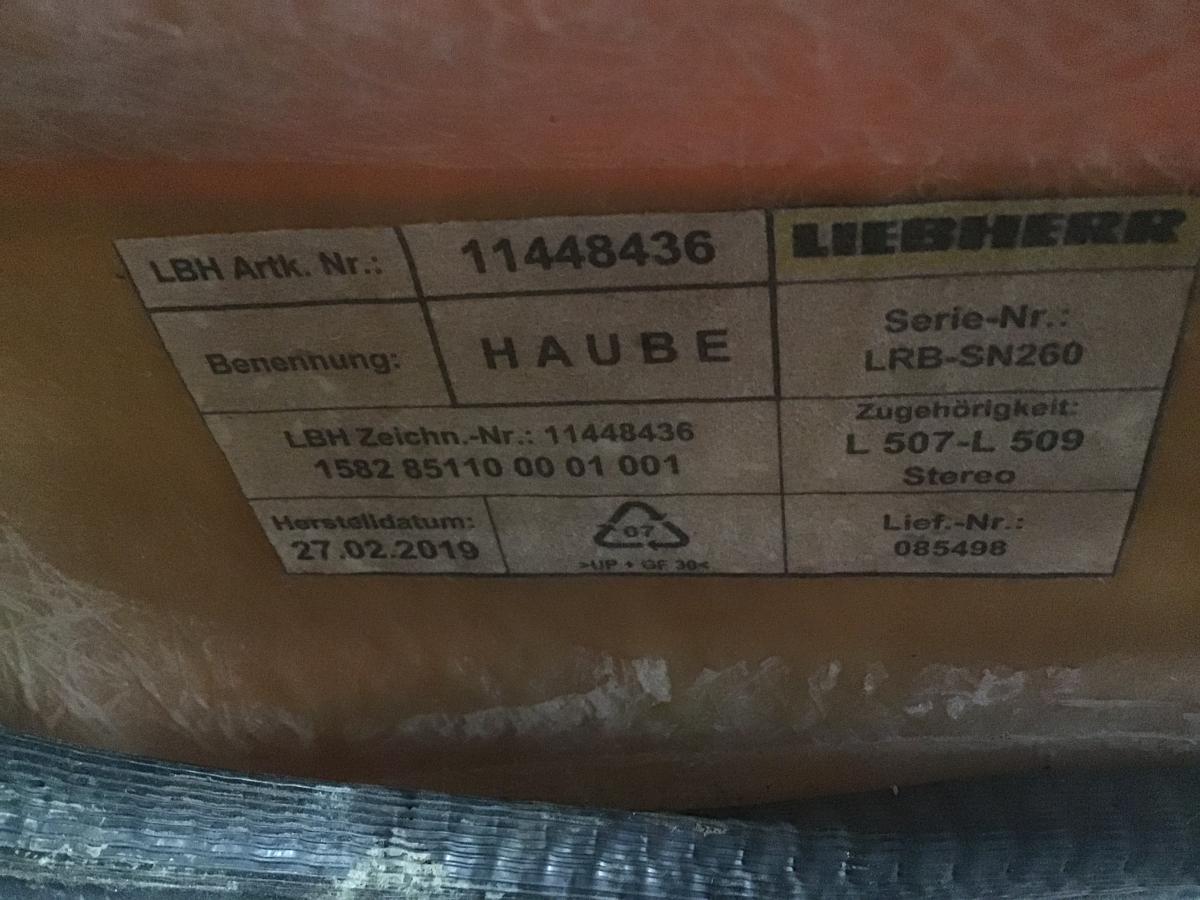 LBH Artk. Nr.: 11448436 LIEBHERR
Benennung: HAUBE
Serie-Nr.:
LRB-SN260
LBH Zeichn.-Nr.: 11448436
1582 85110 00 01 001
Zugehörigkeit:
L 507-L 509
Stereo
Herstelldatum:
27.02.2019
07
>UP + GF 30<
Lief.-Nr.:
085498